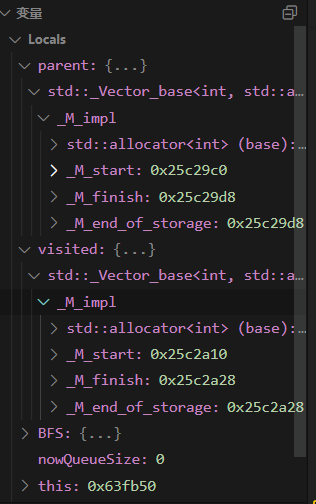 变量
Locals
parent: {...}
std::_Vector_base<int, std::a…
_M_impl
std::allocator<int> (base):…
_M_start: 0x25c29c0
_M_finish: 0x25c29d8
_M_end_of_storage: 0x25c29d8
visited: {...}
std::_Vector_base<int, std::a…
_M_impl
std::allocator<int> (base):…
_M_start: 0x25c2a10
_M_finish: 0x25c2a28
_M_end_of_storage: 0x25c2a28
BFS: {...}
nowQueueSize: 0
this: 0x63fb50